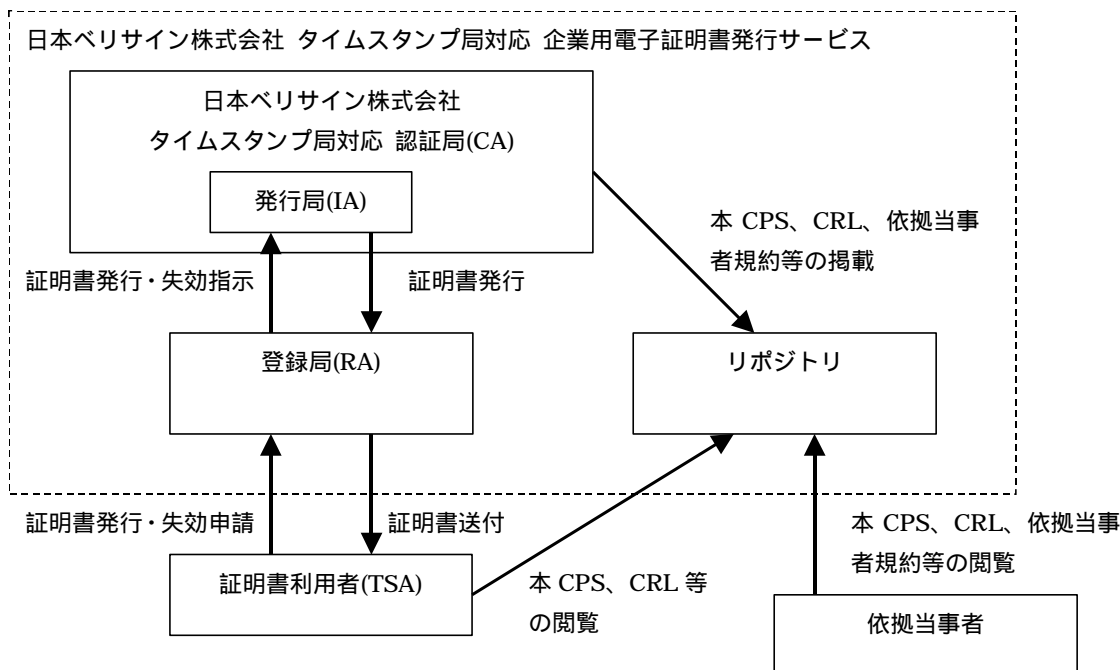 日本ベリサイン株式会社 タイムスタンプ局対応 企業用電子証明書発行サービス
日本ベリサイン株式会社
タイムスタンプ局対応 認証局(CA)
発行局(IA)
本 CPS、CRL、依拠当事
者規約等の掲載
証明書発行・失効指示
証明書発行
登録局(RA)
リポジトリ
証明書発行・失効申請
証明書送付
本 CPS、CRL、依拠当事
者規約等の閲覧
証明書利用者(TSA)
本 CPS、CRL 等
の閲覧
依拠当事者